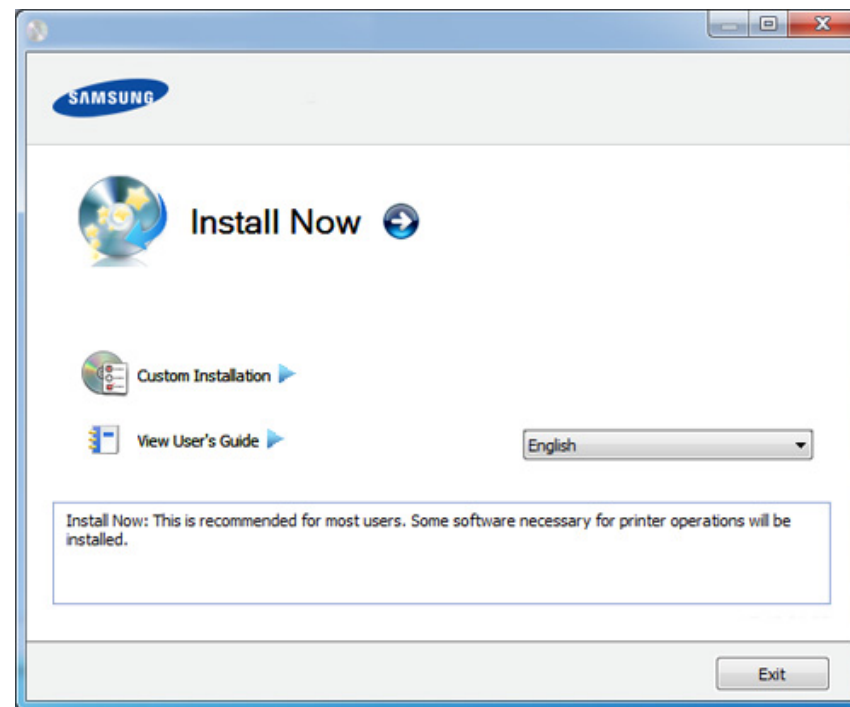 SAMSUNG
Install Now
Custom Installation
View User's Guide
English
Install Now: This is recommended for most users. Some software necessary for printer operations will be
installed.
Exit